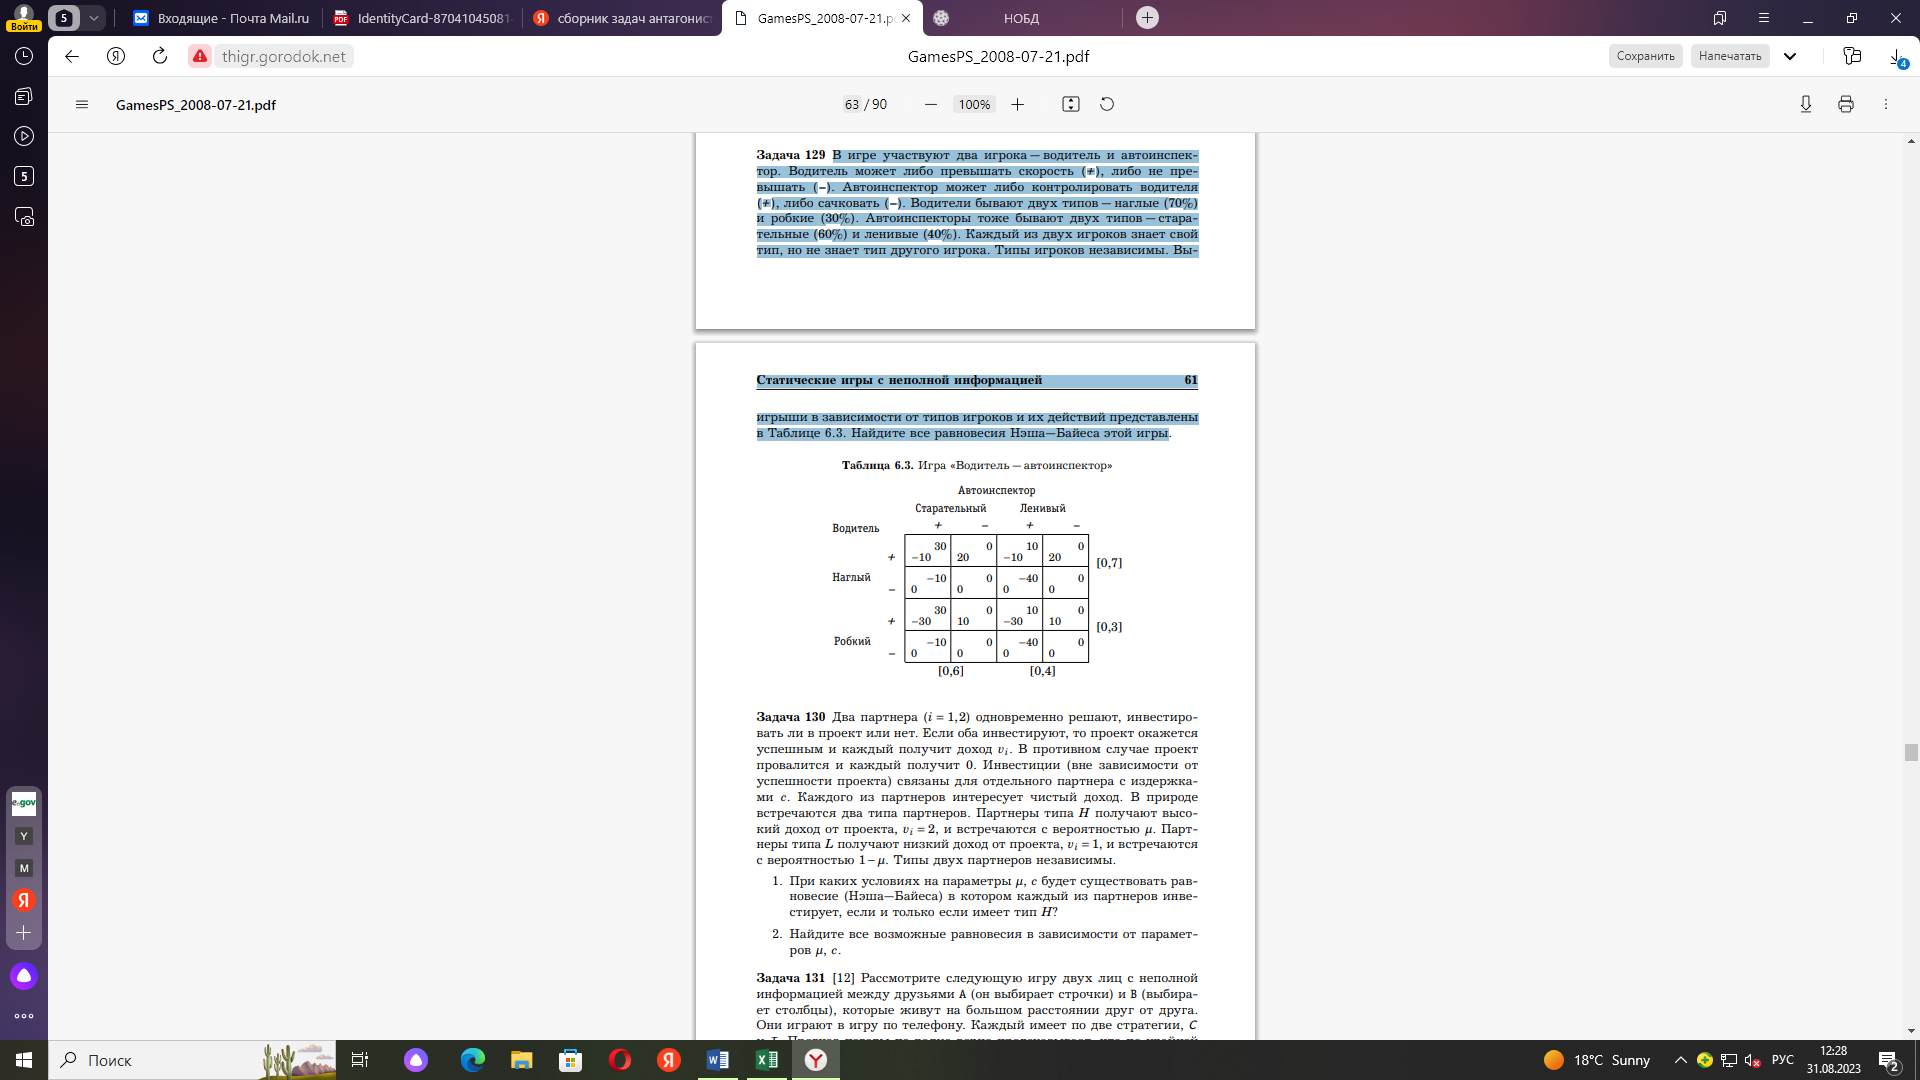 Войти
5
Входящие - Почта Mail.ru
IdentityCard-87041045081
сборник задач антагонист
GamesPS_2008-07-21.p
НОБД
thigr.gorodok.net
GamesPS_2008-07-21.pdf
Сохранить
Напечатать
4
GamesPS_2008-07-21.pdf
63 / 90
100%
5
Задача 129 В игре участвуют два игрока — водитель и автоинспек-
тор. Водитель может либо превышать скорость (+), либо не пре-
вышать (−). Автоинспектор может либо контролировать водителя
(+), либо сачковать (−). Водители бывают двух типов — наглые (70%)
и робкие (30%). Автоинспекторы тоже бывают двух типов — стара-
тельные (60%) и ленивые (40%). Каждый из двух игроков знает свой
тип, но не знает тип другого игрока. Типы игроков независимы. Вы-
Статические игры с неполной информацией 61
игрыши в зависимости от типов игроков и их действий представлены
в Таблице 6.3. Найдите все равновесия Нэша—Байеса этой игры.
Таблица 6.3. Игра «Водитель — автоинспектор»
Автоинспектор
Старательный Ленивый
Водитель + − + −
30 0 10 0
+ −10 20 −10 20 [0,7]
Наглый −10 0 −40 0
− 0 0 0 0
30 0 10 0
+ −30 10 −30 10 [0,3]
Робкий −10 0 −40 0
− 0 0 0 0
[0,6] [0,4]
Задача 130 Два партнера (i = 1,2) одновременно решают, инвестиро-
вать ли в проект или нет. Если оба инвестируют, то проект окажется
успешным и каждый получит доход vi. В противном случае проект
провалится и каждый получит 0. Инвестиции (вне зависимости от
успешности проекта) связаны для отдельного партнера с издержка-
ми c. Каждого из партнеров интересует чистый доход. В природе
встречаются два типа партнеров. Партнеры типа H получают высо-
кий доход от проекта, vi = 2, и встречаются с вероятностью μ. Парт-
неры типа L получают низкий доход от проекта, vi = 1, и встречаются
с вероятностью 1−μ. Типы двух партнеров независимы.
1. При каких условиях на параметры μ, c будет существовать рав-
новесие (Нэша—Байеса) в котором каждый из партнеров инве-
стирует, если и только если имеет тип H?
2. Найдите все возможные равновесия в зависимости от парамет-
ров μ, c.
Задача 131 [12] Рассмотрите следующую игру двух лиц с неполной
информацией между друзьями A (он выбирает строчки) и B (выбира-
ет столбцы), которые живут на большом расстоянии друг от друга.
Они играют в игру по телефону. Каждый имеет по две стратегии, C
egov
Y
M
Я
Поиск
18°C Sunny
РУС
12:28
31.08.2023
2